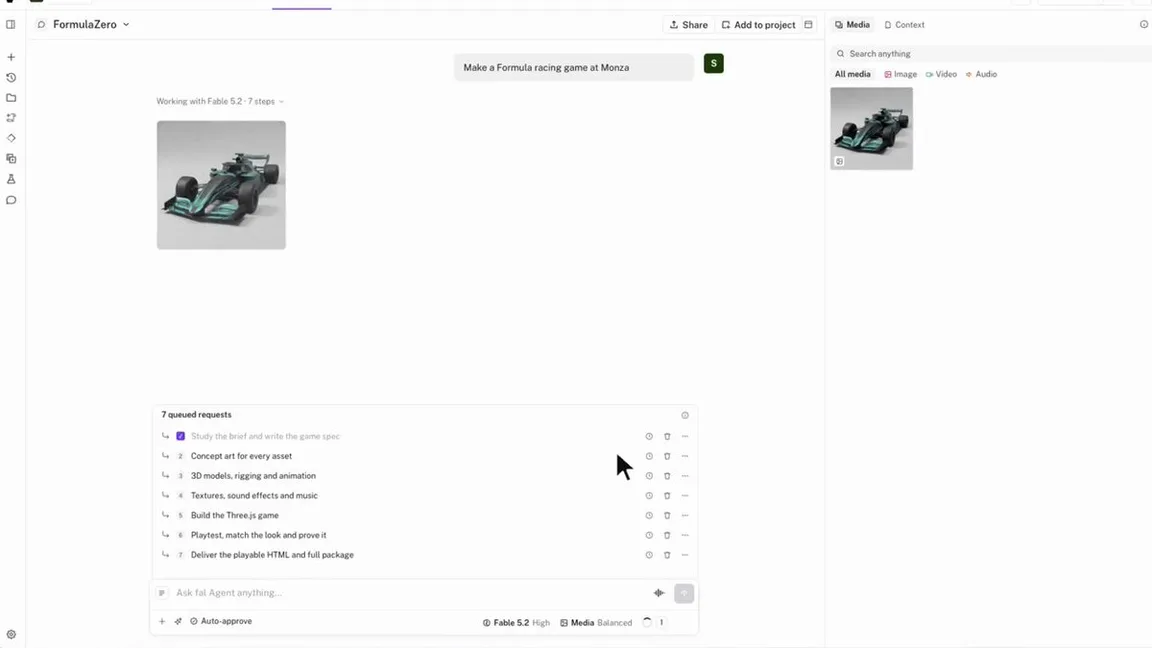 FormulaZero
Share
Add to project
Make a Formula racing game at Monza
S
Working with Fable 5.2 · 7 steps
7 queued requests
Study the brief and write the game spec
2 Concept art for every asset
3 3D models, rigging and animation
4 Textures, sound effects and music
5 Build the Three.js game
6 Playtest, match the look and prove it
7 Deliver the playable HTML and full package
Ask fal Agent anything...
Auto-approve
Fable 5.2 High
Media Balanced
1
Media
Context
Search anything
All media
Image
Video
Audio